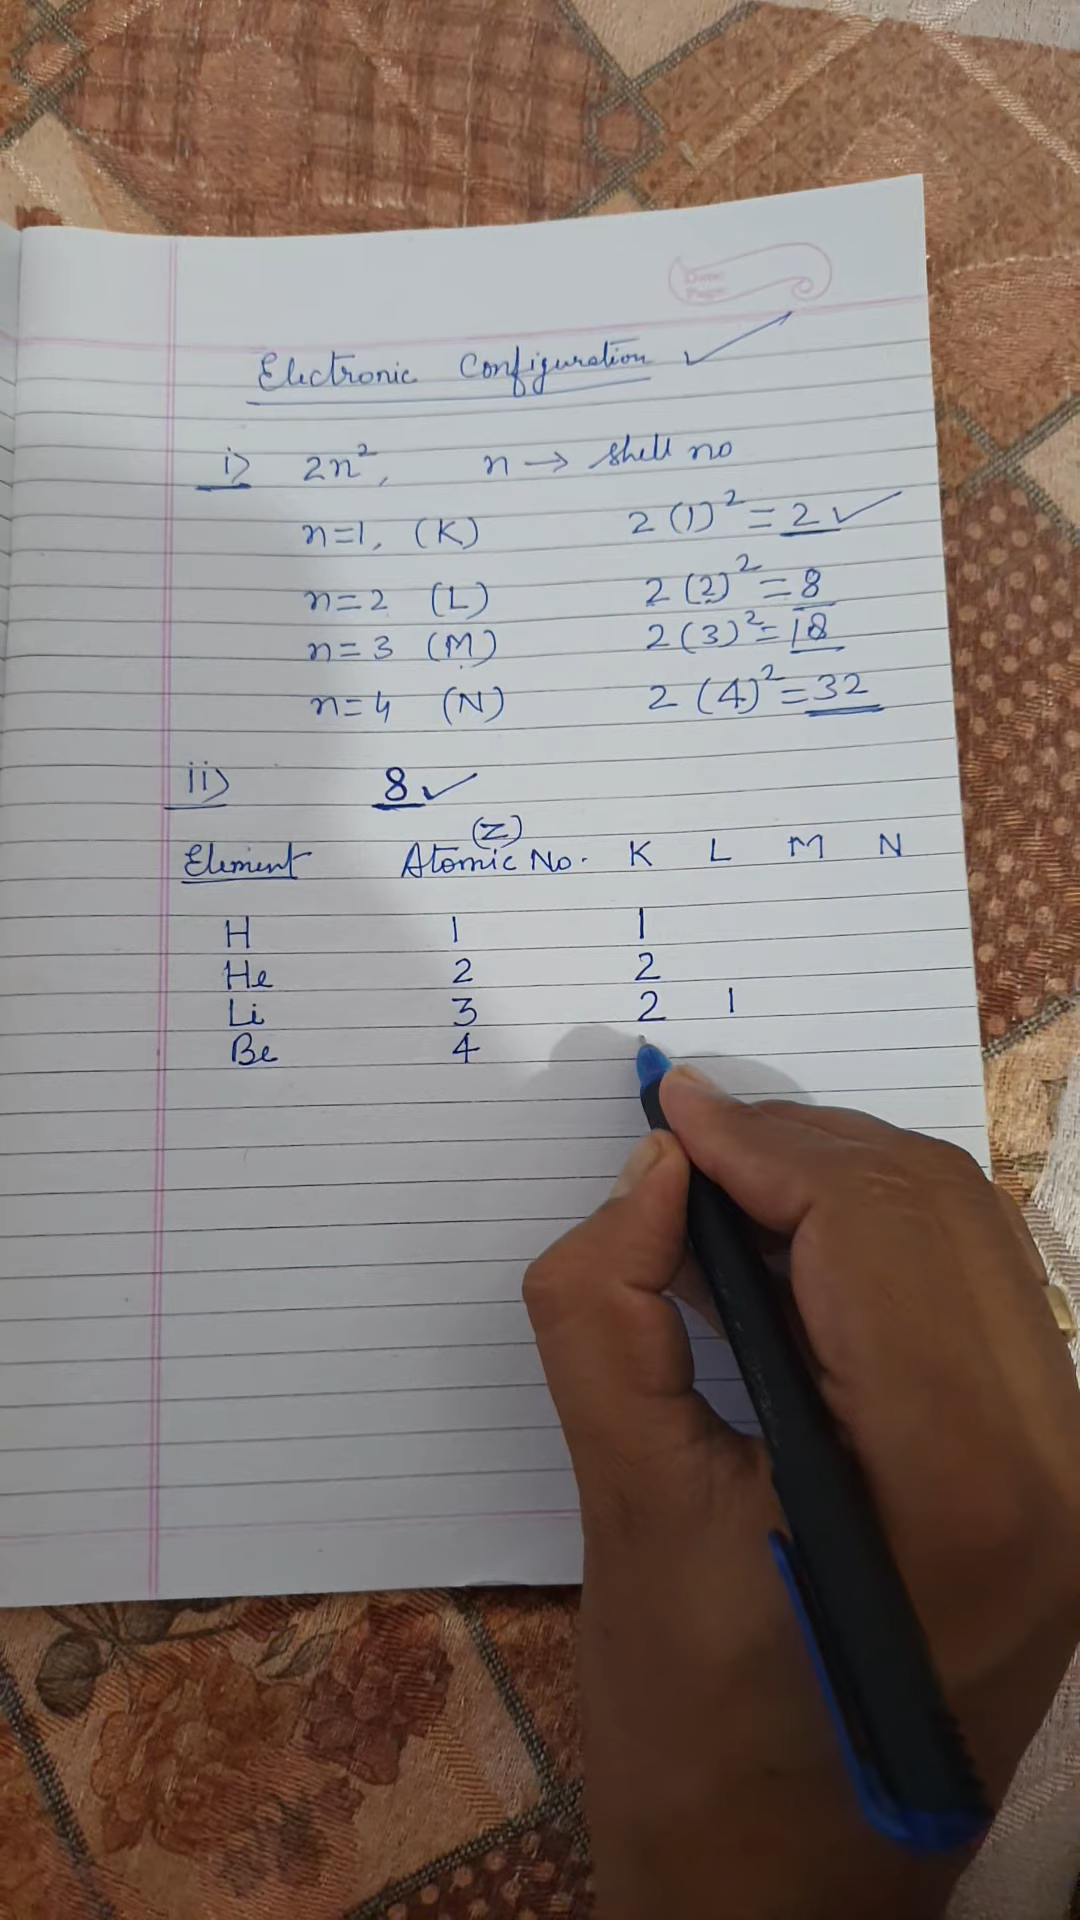 Date:
Page:
Electronic Configuration ✓
i) 2n², n → shell no
n=1, (K) 2(1)² = 2 ✓
n=2 (L) 2(2)² = 8
n=3 (M) 2(3)² = 18
n=4 (N) 2(4)² = 32
ii) 8 ✓
(Z)
Element Atomic No. K L M N
H 1 1
He 2 2
Li 3 2 1
Be 4